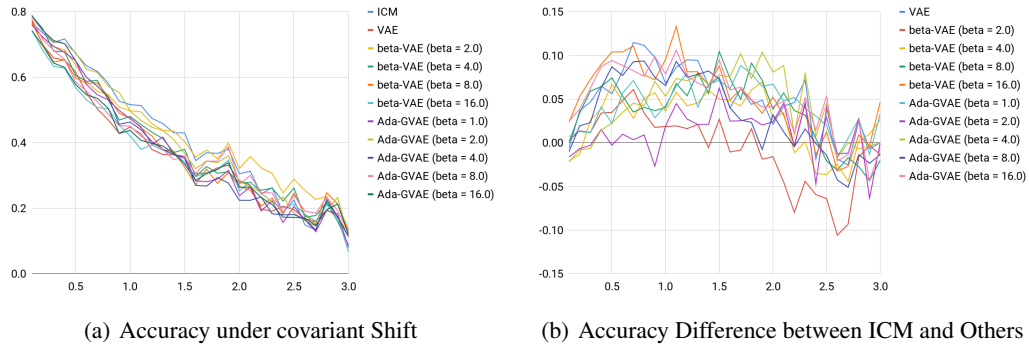 0.8
0.6
0.4
0.2
0.0
0.5
1.0
1.5
2.0
2.5
3.0
ICM
VAE
beta-VAE (beta = 2.0)
beta-VAE (beta = 4.0)
beta-VAE (beta = 8.0)
beta-VAE (beta = 16.0)
Ada-GVAE (beta = 1.0)
Ada-GVAE (beta = 2.0)
Ada-GVAE (beta = 4.0)
Ada-GVAE (beta = 8.0)
Ada-GVAE (beta = 16.0)
(a) Accuracy under covariant Shift
0.15
0.10
0.05
0.00
-0.05
-0.10
-0.15
0.5
1.0
1.5
2.0
2.5
3.0
VAE
beta-VAE (beta = 2.0)
beta-VAE (beta = 4.0)
beta-VAE (beta = 8.0)
beta-VAE (beta = 16.0)
Ada-GVAE (beta = 1.0)
Ada-GVAE (beta = 2.0)
Ada-GVAE (beta = 4.0)
Ada-GVAE (beta = 8.0)
Ada-GVAE (beta = 16.0)
(b) Accuracy Difference between ICM and Others